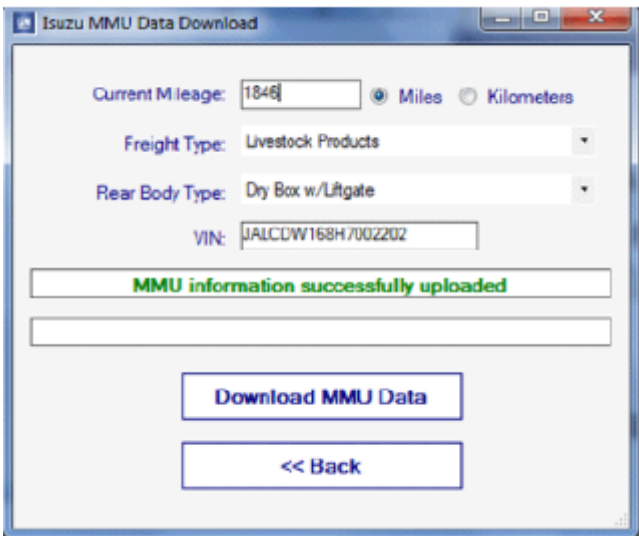 Isuzu MMU Data Download
Current Mileage: 1846 Miles Kilometers
Freight Type: Livestock Products
Rear Body Type: Dry Box w/Liftgate
VIN: JALCDW168H7002202
MMU information successfully uploaded
Download MMU Data
<< Back